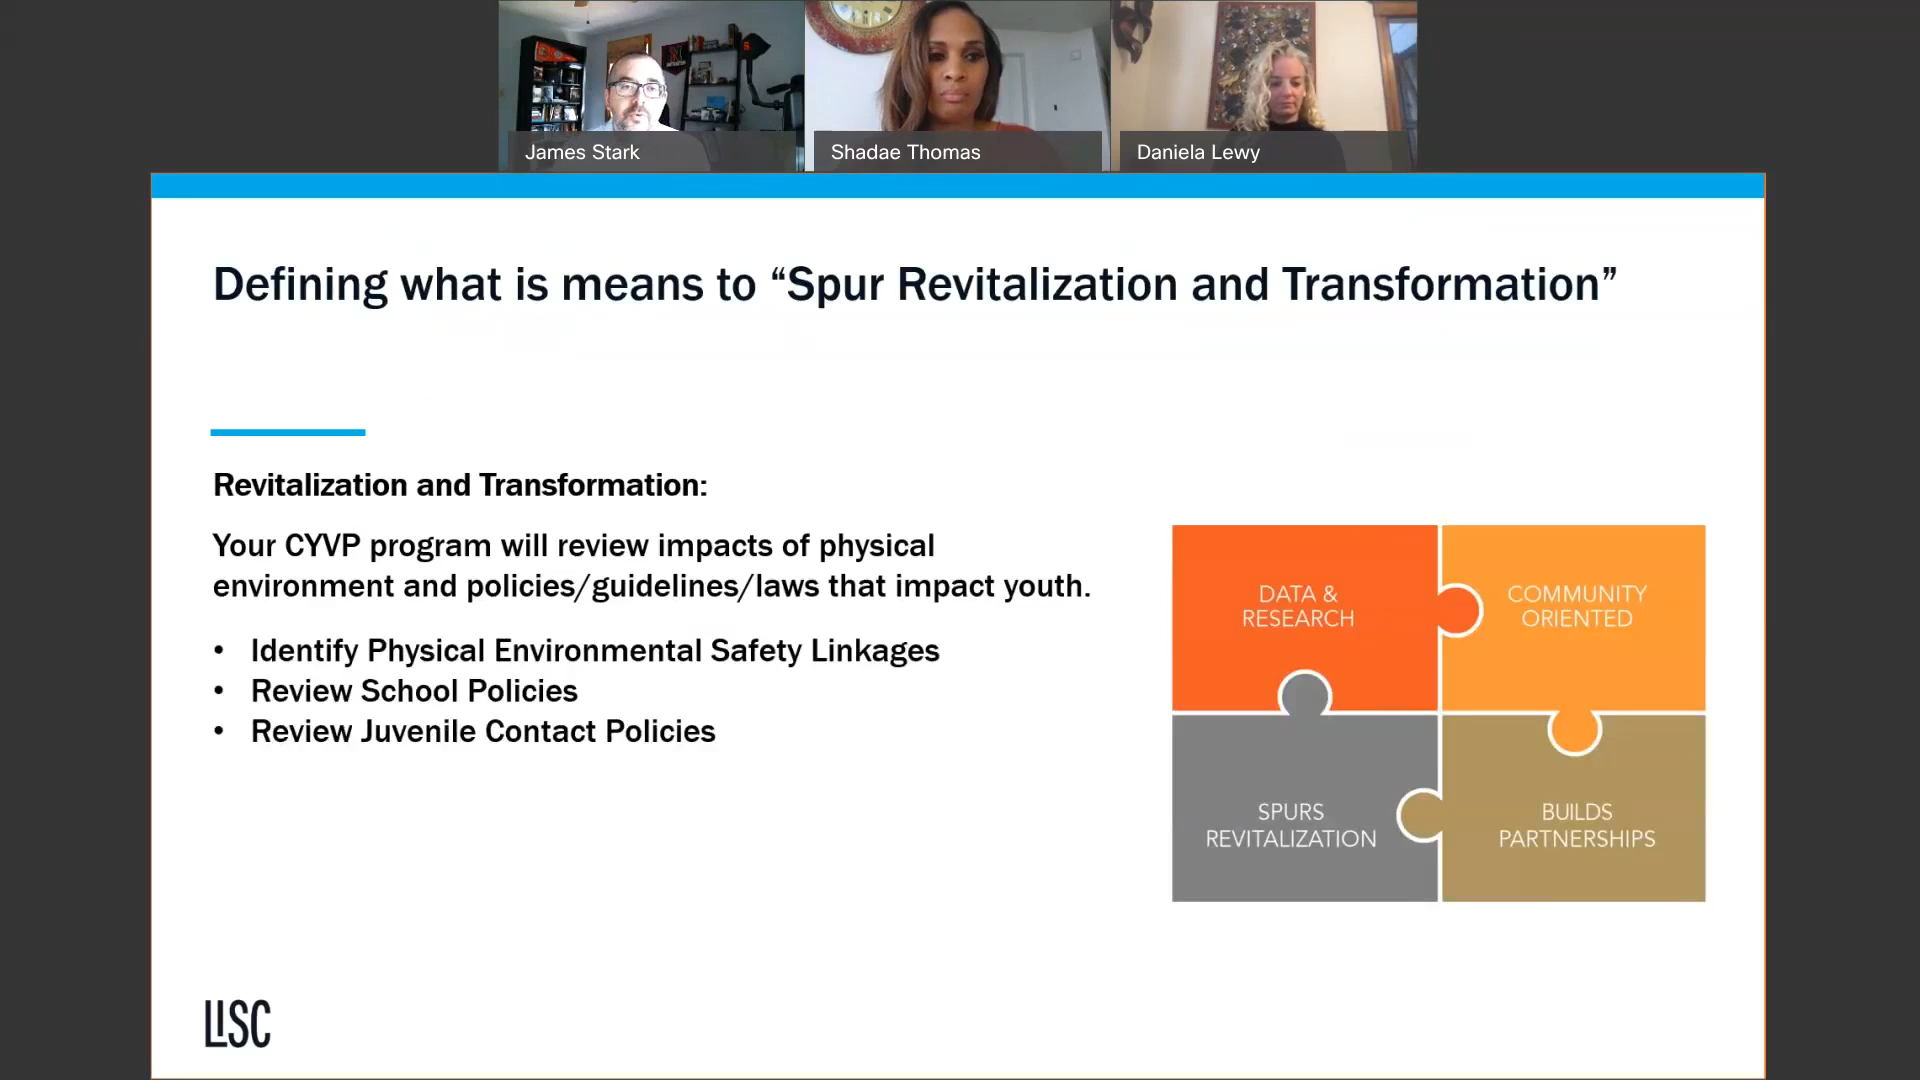 James Stark
Shadae Thomas
Daniela Lewy
Defining what is means to “Spur Revitalization and Transformation”
Revitalization and Transformation:
Your CYVP program will review impacts of physical
environment and policies/guidelines/laws that impact youth.
• Identify Physical Environmental Safety Linkages
• Review School Policies
• Review Juvenile Contact Policies
DATA &
RESEARCH
COMMUNITY
ORIENTED
SPURS
REVITALIZATION
BUILDS
PARTNERSHIPS
LISC